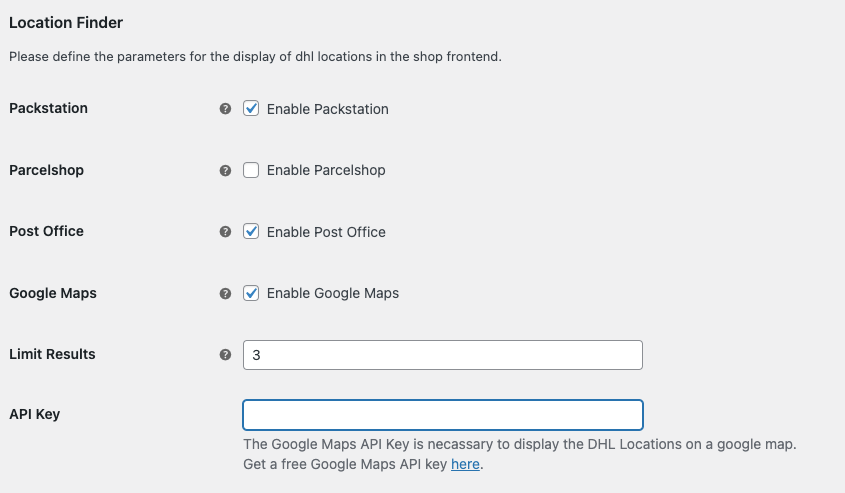 Location Finder
Please define the parameters for the display of dhl locations in the shop frontend.
Packstation ? Enable Packstation
Parcelshop ? Enable Parcelshop
Post Office ? Enable Post Office
Google Maps ? Enable Google Maps
Limit Results ? 3
API Key
The Google Maps API Key is necassary to display the DHL Locations on a google map.
Get a free Google Maps API key here.